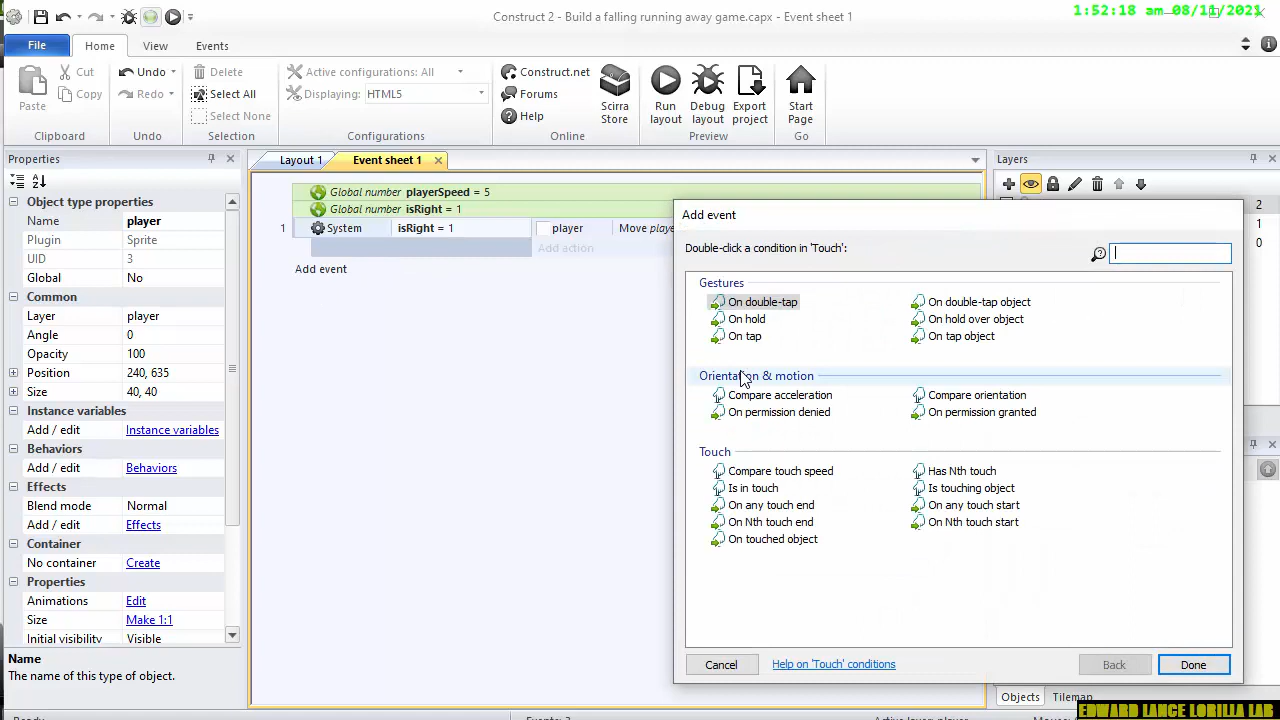 Construct 2 - Build a falling running away game.capx - Event sheet 1
1:52:18 am-08/11/2021
File
Home
View
Events
Paste
Cut
Copy
Clipboard
Undo
Redo
Undo
Delete
Select All
Select None
Selection
Active configurations: All
Displaying: HTML5
Configurations
Construct.net
Forums
Help
Scirra Store
Online
Run layout
Debug layout
Export project
Preview
Start Page
Go
Properties
Layout 1
Event sheet 1
Layers
Object type properties
Name player
Plugin Sprite
UID 3
Global No
Common
Layer player
Angle 0
Opacity 100
Position 240, 635
Size 40, 40
Instance variables
Add / edit Instance variables
Behaviors
Add / edit Behaviors
Effects
Blend mode Normal
Add / edit Effects
Container
No container Create
Properties
Animations Edit
Size Make 1:1
Initial visibility Visible
Name
The name of this type of object.
Global number playerSpeed = 5
Global number isRight = 1
1 System isRight = 1 player Move playe
Add action
Add event
2
1
0
Add event
Double-click a condition in 'Touch':
Gestures
On double-tap On double-tap object
On hold On hold over object
On tap On tap object
Orientation & motion
Compare acceleration Compare orientation
On permission denied On permission granted
Touch
Compare touch speed Has Nth touch
Is in touch Is touching object
On any touch end On any touch start
On Nth touch end On Nth touch start
On touched object
Cancel
Help on 'Touch' conditions
Back
Done
Objects
Tilemap
EDWARD LANCE LORILLA LAB